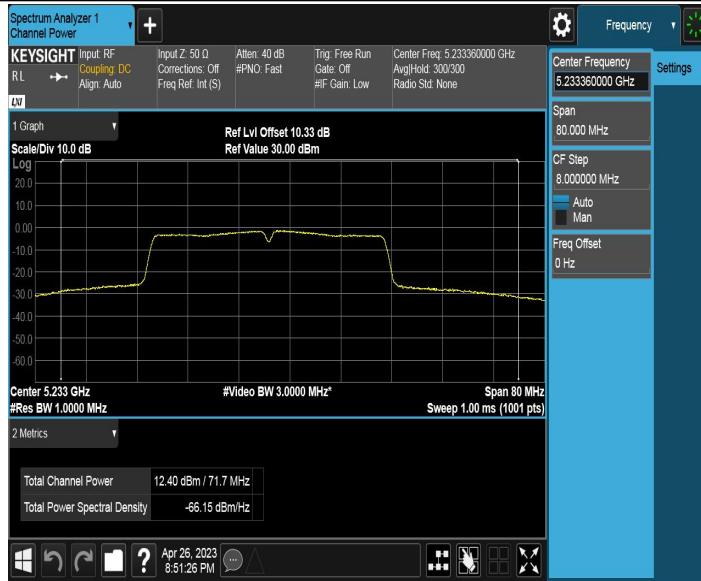 Spectrum Analyzer 1
Channel Power
Frequency
KEYSIGHT
RL
LXI
Input: RF
Coupling: DC
Align: Auto
Input Z: 50 Ω
Corrections: Off
Freq Ref: Int (S)
Atten: 40 dB
#PNO: Fast
Trig: Free Run
Gate: Off
#IF Gain: Low
Center Freq: 5.233360000 GHz
Avg|Hold: 300/300
Radio Std: None
Center Frequency
5.233360000 GHz
Settings
Span
80.000 MHz
CF Step
8.000000 MHz
Auto
Man
Freq Offset
0 Hz
1 Graph
Scale/Div 10.0 dB
Ref Lvl Offset 10.33 dB
Ref Value 30.00 dBm
Log
20.0
10.0
0.00
-10.0
-20.0
-30.0
-40.0
-50.0
-60.0
Center 5.233 GHz
#Video BW 3.0000 MHz*
Span 80 MHz
#Res BW 1.0000 MHz
Sweep 1.00 ms (1001 pts)
2 Metrics
Total Channel Power 12.40 dBm / 71.7 MHz
Total Power Spectral Density -66.15 dBm/Hz
?
Apr 26, 2023
8:51:26 PM